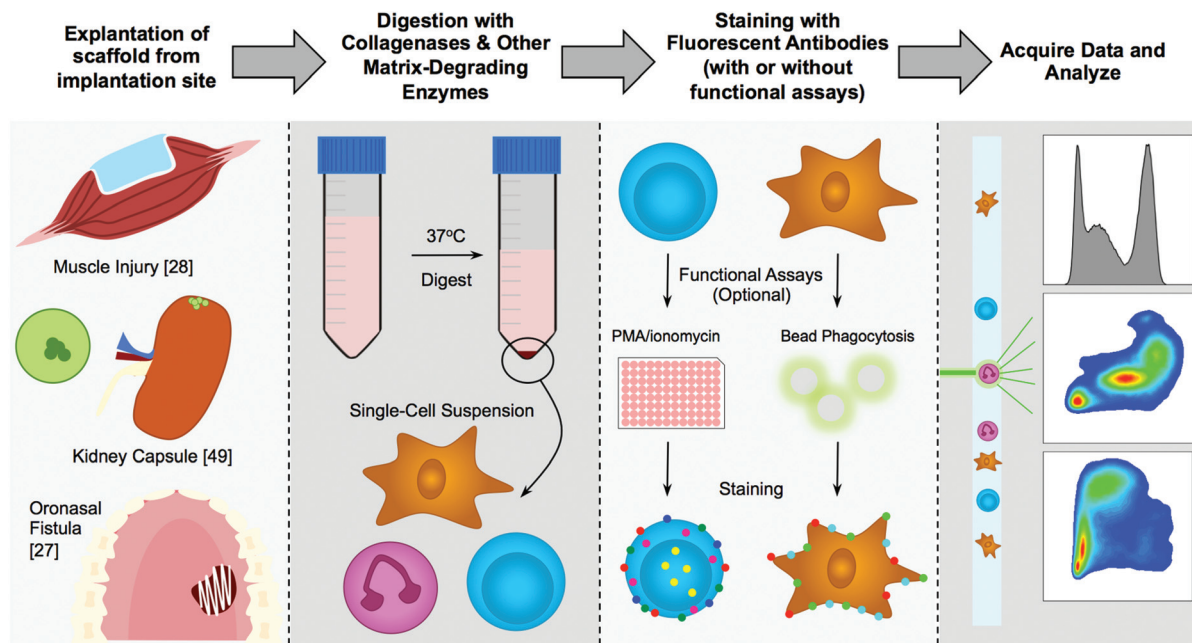 Explantation of
scaffold from
implantation site
Digestion with
Collagenases & Other
Matrix-Degrading
Enzymes
Staining with
Fluorescent Antibodies
(with or without
functional assays)
Acquire Data and
Analyze
Muscle Injury [28]
Kidney Capsule [49]
Oronasal
Fistula
[27]
37°C
Digest
Single-Cell Suspension
Functional Assays
(Optional)
PMA/ionomycin
Bead Phagocytosis
Staining